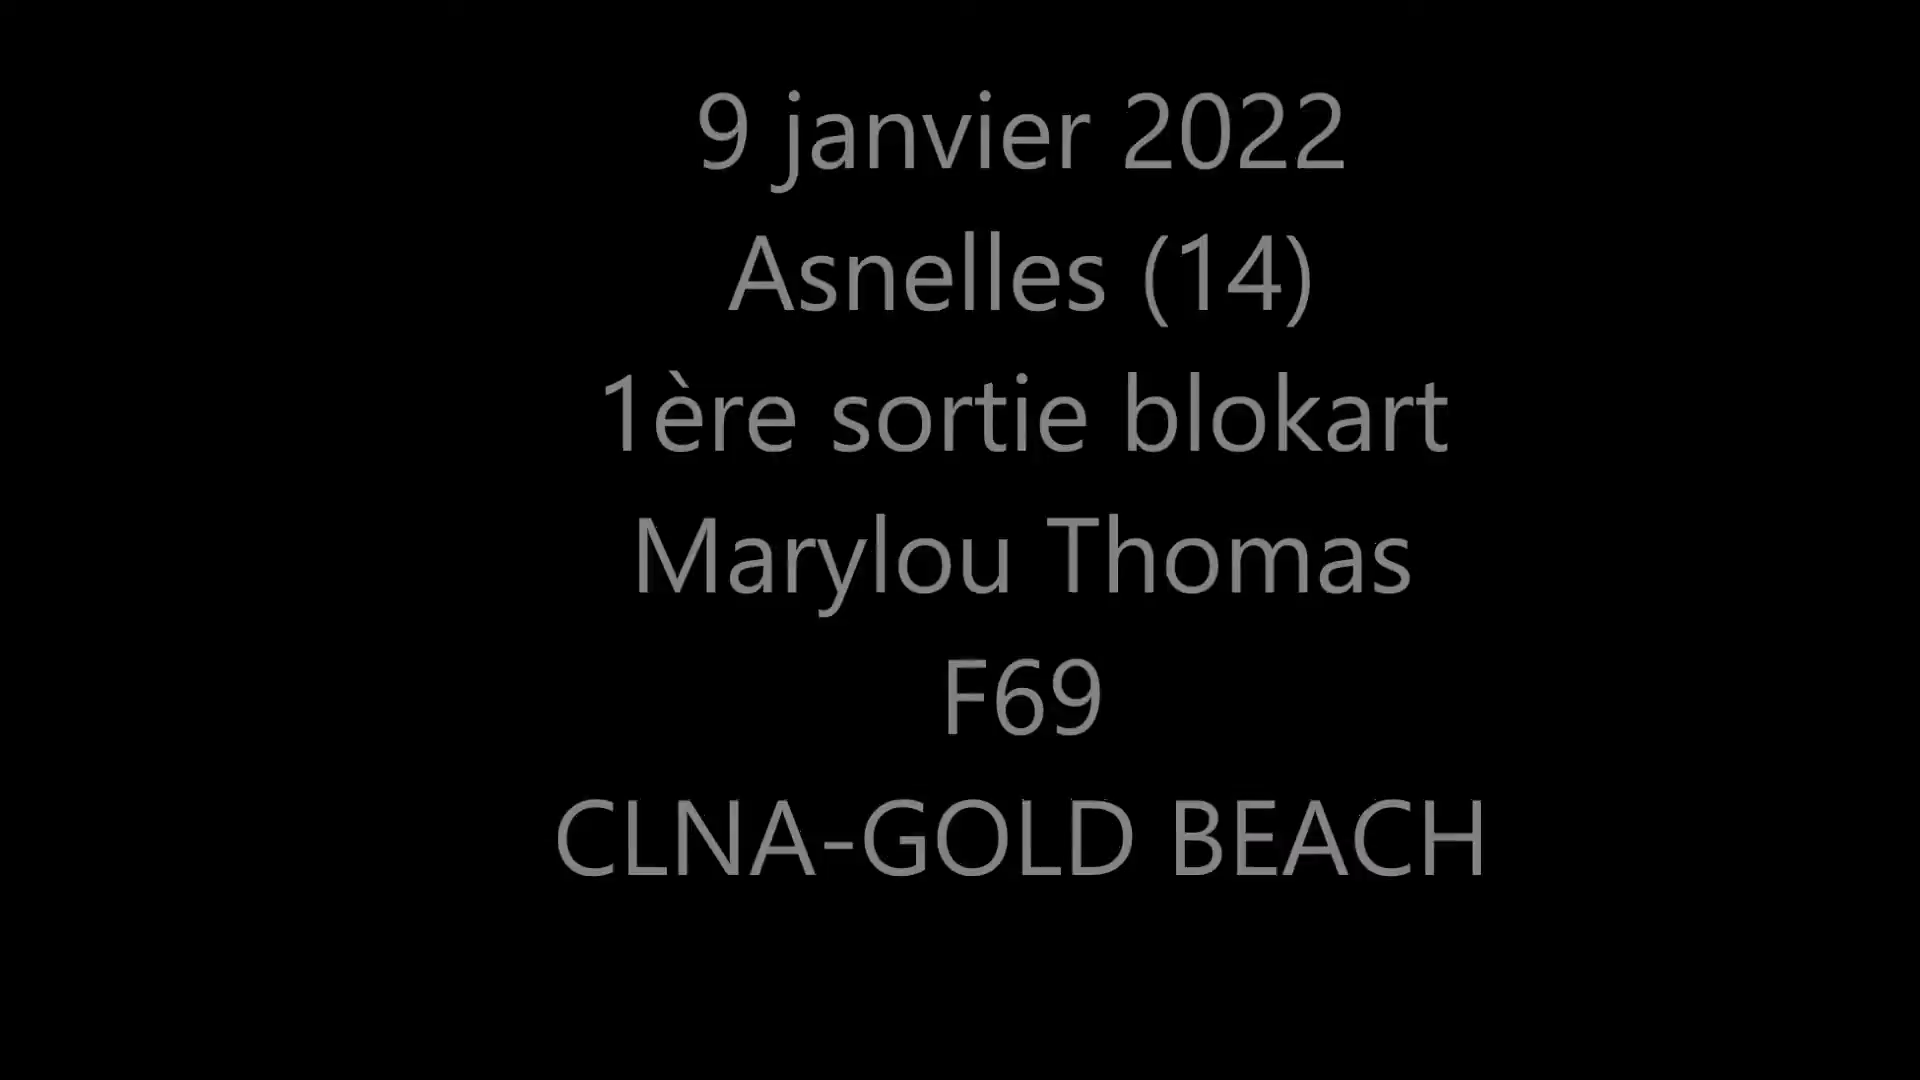 9 janvier 2022
Asnelles (14)
1ère sortie blokart
Marylou Thomas
F69
CLNA-GOLD BEACH